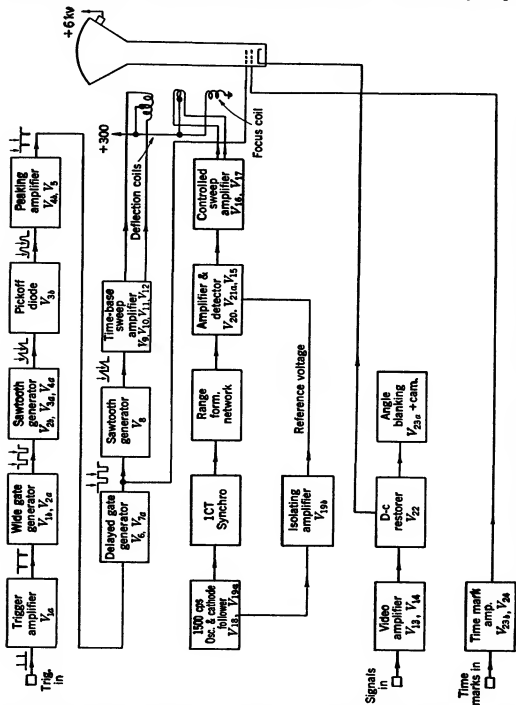 Trig.
in
Trigger
amplifier
V1a
Wide gate
generator
V1b, V2a
Sawtooth
generator
V2b, V3a, V4a
Pickoff
diode
V3b
Peaking
amplifier
V4a, V5
Delayed gate
generator
V6, V7a
Sawtooth
generator
V8
Time-base
sweep
amplifier
V9, V10, V11, V12
+300
Deflection coils
Focus coil
+6 kv
1500 cps
Osc. & cathode
follower
V18, V19a
1CT
Synchro
Range
form.
network
Amplifier &
detector
V20, V21a, V15
Controlled
sweep
amplifier
V16, V17
Isolating
amplifier
V19b
Reference voltage
Signals
in
Video
amplifier
V13, V14
D-c
restorer
V22
Angle
blanking
V23a + cam.
Time
marks in
Time mark
amp.
V23b, V24